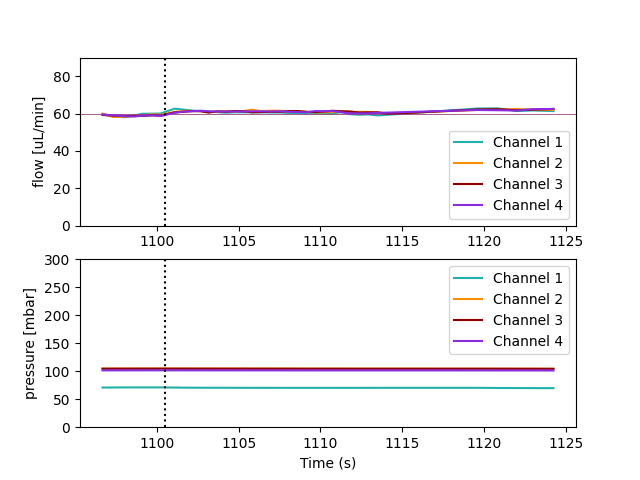 flow [uL/min]
80
60
40
20
0
Channel 1
Channel 2
Channel 3
Channel 4
1100 1105 1110 1115 1120 1125
pressure [mbar]
300
250
200
150
100
50
0
Channel 1
Channel 2
Channel 3
Channel 4
1100 1105 1110 1115 1120 1125
Time (s)